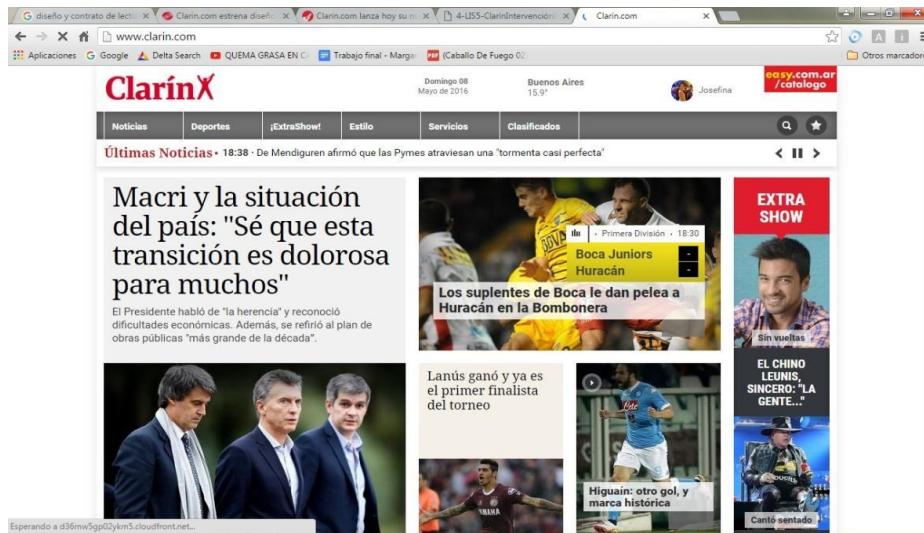 diseño y contrato de lectu
Clarin.com estrena diseñ
Clarin.com lanza hoy su n
4-LIS5-ClarinIntervención
Clarin.com
www.clarin.com
Aplicaciones
Google
Delta Search
QUEMA GRASA EN C
Trabajo final - Margar
(Caballo De Fuego 02
Otros marcadore
Clarín
Domingo 08
Mayo de 2016
Buenos Aires
15.9°
Josefina
easy.com.ar
/catalogo
Noticias
Deportes
¡ExtraShow!
Estilo
Servicios
Clasificados
Últimas Noticias • 18:38 · De Mendiguren afirmó que las Pymes atraviesan una "tormenta casi perfecta"
Macri y la situación
del país: "Sé que esta
transición es dolorosa
para muchos"
El Presidente habló de "la herencia" y reconoció
dificultades económicas. Además, se refirió al plan de
obras públicas "más grande de la década".
· Primera División · 18:30
Boca Juniors -
Huracán -
Los suplentes de Boca le dan pelea a
Huracán en la Bombonera
Lanús ganó y ya es
el primer finalista
del torneo
YAMAHA
Lete
Higuaín: otro gol, y
marca histórica
EXTRA
SHOW
Sin vueltas
EL CHINO
LEUNIS,
SINCERO: "LA
GENTE..."
Cantó sentado
Esperando a d36mw5gp02ykm5.cloudfront.net...